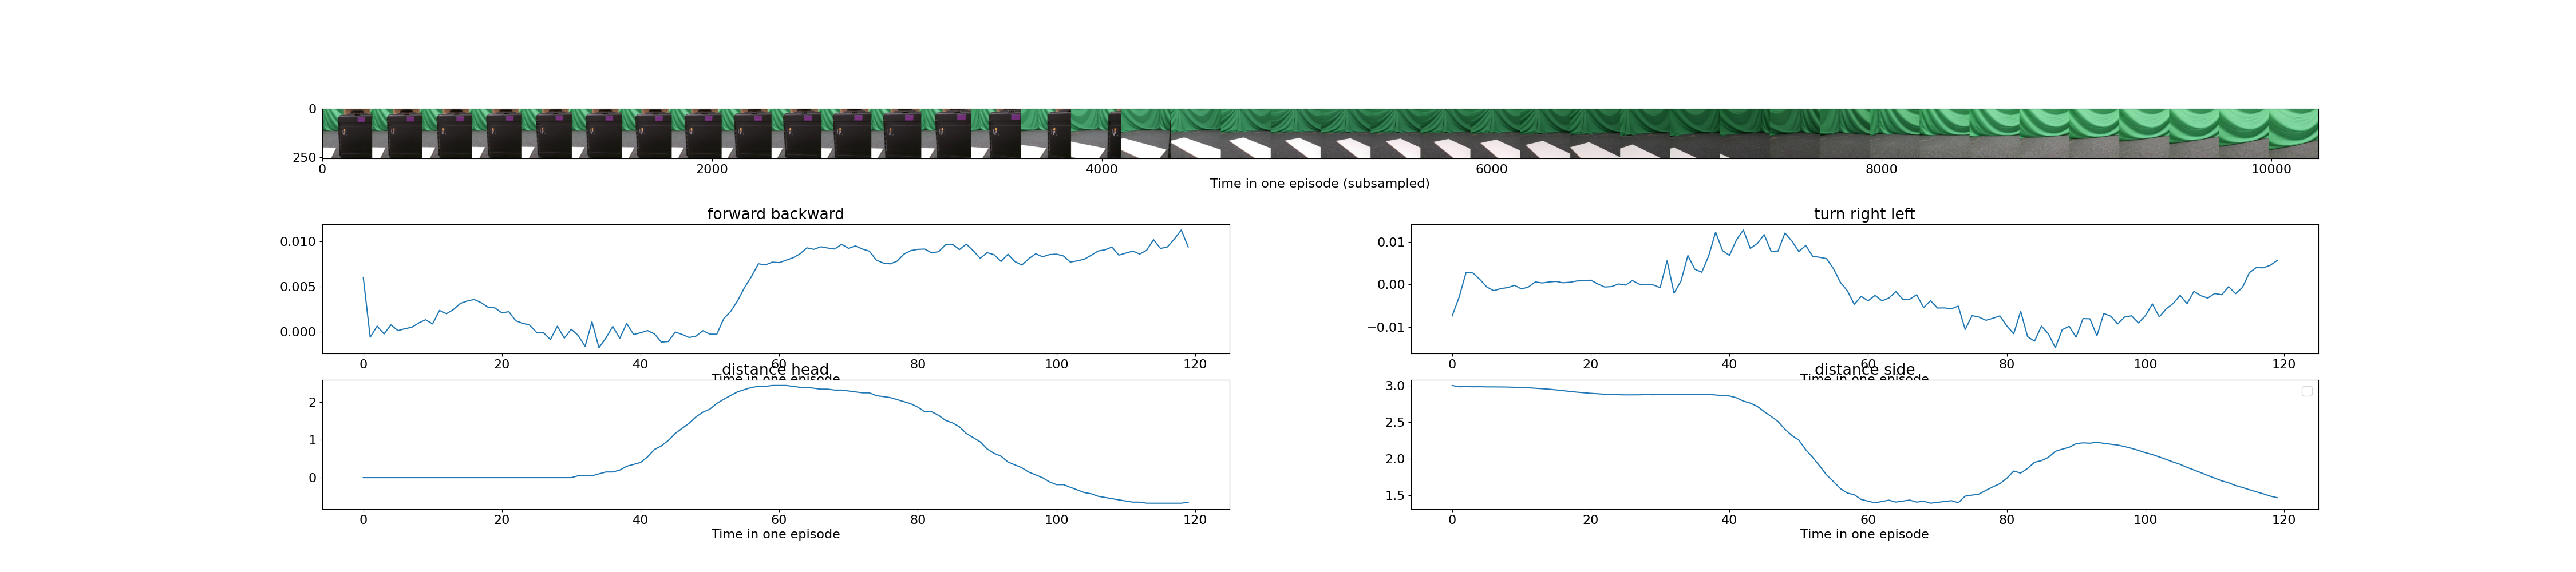 0
250
0 2000 4000 6000 8000 10000
Time in one episode (subsampled)
forward backward
0.010
0.005
0.000
0 20 40 60 80 100 120
Time in one episode
turn right left
0.01
0.00
−0.01
0 20 40 60 80 100 120
Time in one episode
distance head
2
1
0
0 20 40 60 80 100 120
Time in one episode
distance side
3.0
2.5
2.0
1.5
0 20 40 60 80 100 120
Time in one episode